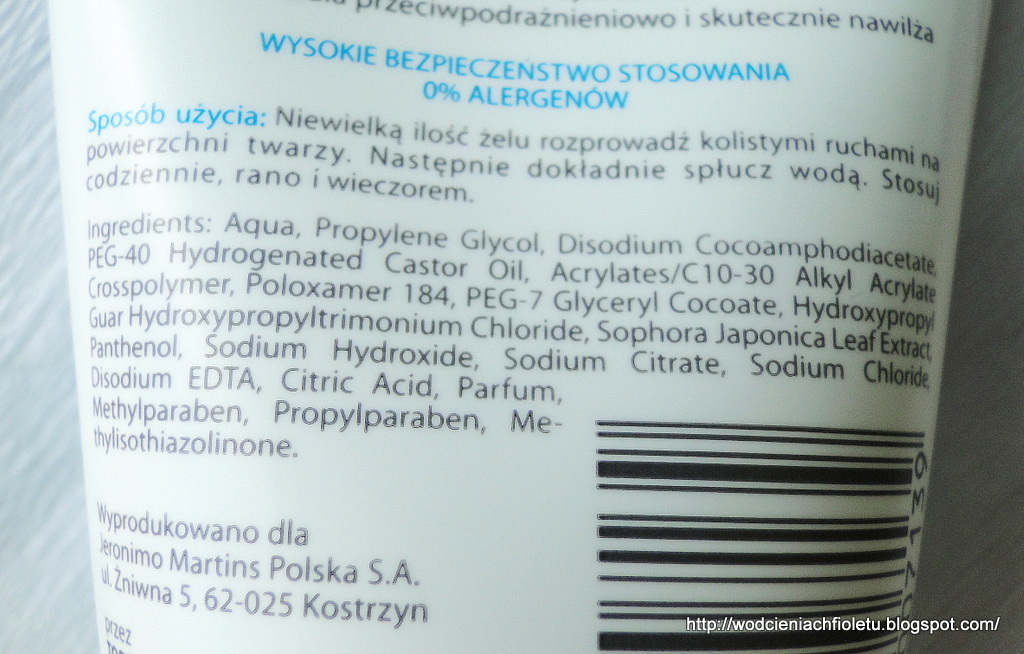 przeciwpodrażnieniowo i skutecznie nawilża
WYSOKIE BEZPIECZEŃSTWO STOSOWANIA
0% ALERGENÓW
Sposób użycia: Niewielką ilość żelu rozprowadź kolistymi ruchami na
powierzchni twarzy. Następnie dokładnie spłucz wodą. Stosuj
codziennie, rano i wieczorem.
Ingredients: Aqua, Propylene Glycol, Disodium Cocoamphodiacetate,
PEG-40 Hydrogenated Castor Oil, Acrylates/C10-30 Alkyl Acrylate
Crosspolymer, Poloxamer 184, PEG-7 Glyceryl Cocoate, Hydroxypropyl
Guar Hydroxypropyltrimonium Chloride, Sophora Japonica Leaf Extract,
Panthenol, Sodium Hydroxide, Sodium Citrate, Sodium Chloride,
Disodium EDTA, Citric Acid, Parfum,
Methylparaben, Propylparaben, Me-
thylisothiazolinone.
Wyprodukowano dla
Jeronimo Martins Polska S.A.
ul. Żniwna 5, 62-025 Kostrzyn
przez
http://wodcieniachfioletu.blogspot.com/